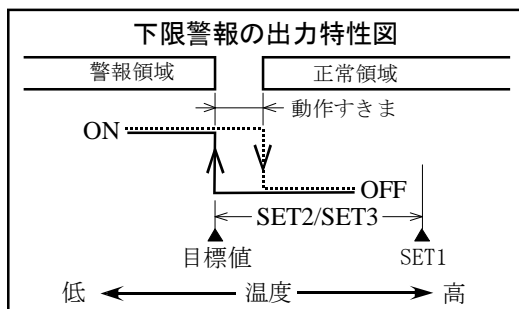 下限警報の出力特性図
警報領域
正常領域
動作すきま
ON
OFF
SET2/SET3
目標値
SET1
低
温度
高